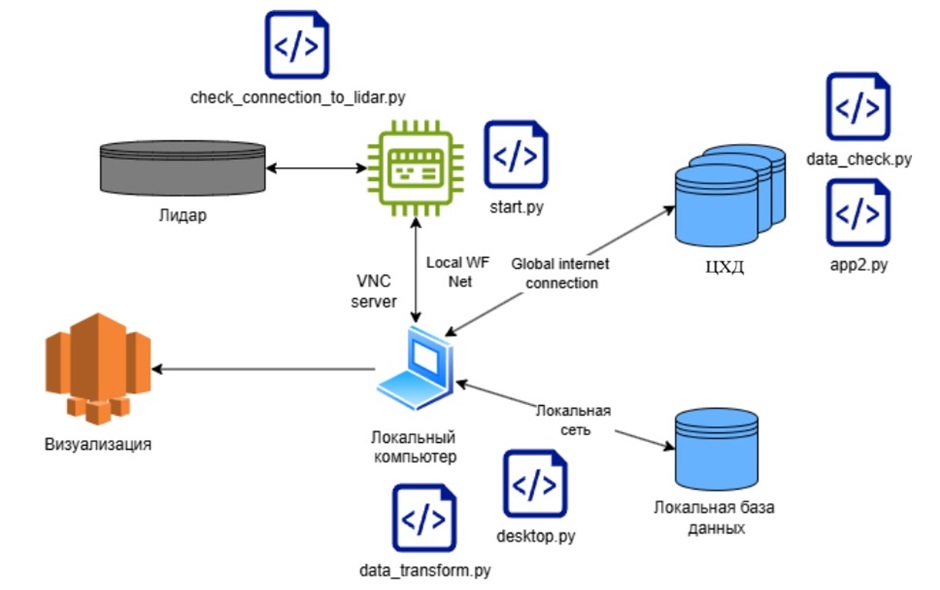 </>
check_connection_to_lidar.py
</>
data_check.py
</>
start.py
Лидар
</>
app2.py
ЦХД
VNC
server
Local WF
Net
Global internet
connection
Визуализация
Локальный
компьютер
Локальная
сеть
</>
desktop.py
Локальная база
данных
</>
data_transform.py